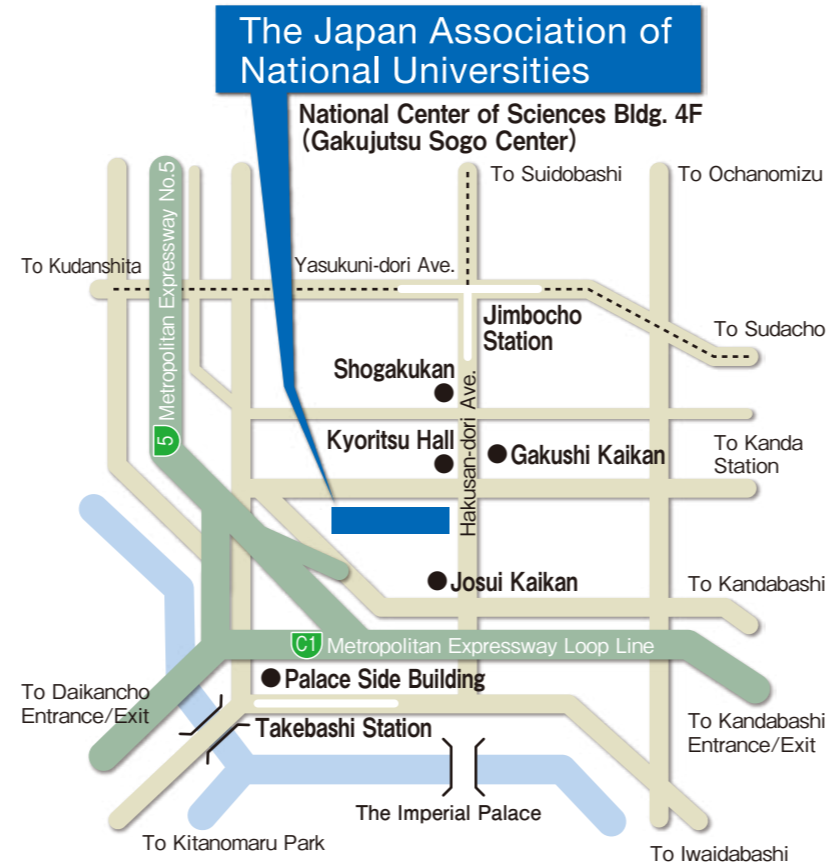 The Japan Association of
National Universities
National Center of Sciences Bldg. 4F
(Gakujutsu Sogo Center)
To Suidobashi
To Ochanomizu
Metropolitan Expressway No.5
5
To Kudanshita
Yasukuni-dori Ave.
Jimbocho
Station
To Sudacho
Shogakukan
Hakusan-dori Ave.
Kyoritsu Hall
Gakushi Kaikan
To Kanda
Station
Josui Kaikan
To Kandabashi
C1 Metropolitan Expressway Loop Line
Palace Side Building
To Daikancho
Entrance/Exit
Takebashi Station
To Kandabashi
Entrance/Exit
The Imperial Palace
To Kitanomaru Park
To Iwaidabashi